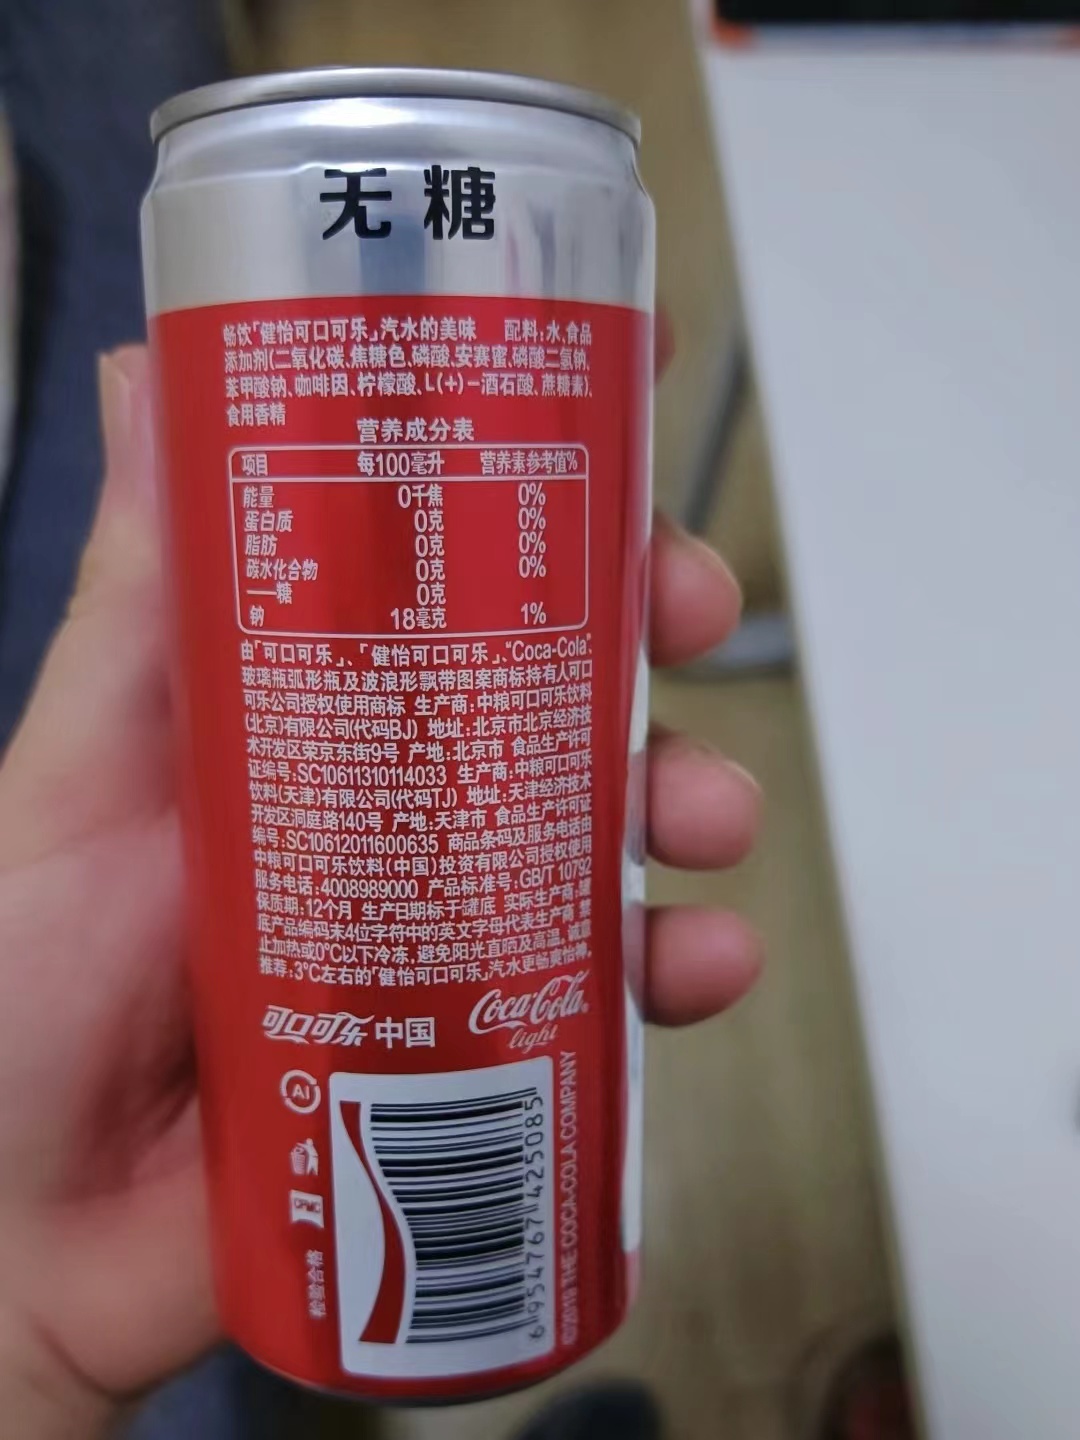 无糖
畅饮「健怡可口可乐」汽水的美味 配料:水,食品
添加剂(二氧化碳、焦糖色、磷酸、安赛蜜、磷酸二氢钠、
苯甲酸钠、咖啡因、柠檬酸、L(+)-酒石酸、蔗糖素)、
食用香精
营养成分表
项目 每100毫升 营养素参考值%
能量 0千焦 0%
蛋白质 0克 0%
脂肪 0克 0%
碳水化合物 0克 0%
——糖 0克
钠 18毫克 1%
由「可口可乐」、「健怡可口可乐」、“Coca-Cola”、
玻璃瓶弧形瓶及波浪形飘带图案商标持有人可口
可乐公司授权使用商标 生产商:中粮可口可乐饮料
(北京)有限公司(代码BJ) 地址:北京市北京经济技
术开发区荣京东街9号 产地:北京市 食品生产许可
证编号:SC10611310114033 生产商:中粮可口可乐
饮料(天津)有限公司(代码TJ) 地址:天津经济技术
开发区洞庭路140号 产地:天津市 食品生产许可证
编号:SC10612011600635 商品条码及服务电话由
中粮可口可乐饮料(中国)投资有限公司授权使用
服务电话:4008989000 产品标准号:GB/T 10792
保质期:12个月 生产日期标于罐底 实际生产商:罐
底产品编码末4位字符中的英文字母代表生产商 禁
止加热或0°C以下冷冻,避免阳光直晒及高温。诚意
推荐:3°C左右的「健怡可口可乐」汽水更畅爽怡神。
可口可乐中国 Coca-Cola light
Al
CPMC
检验合格
6 954767 425085
©2018 THE COCA-COLA COMPANY